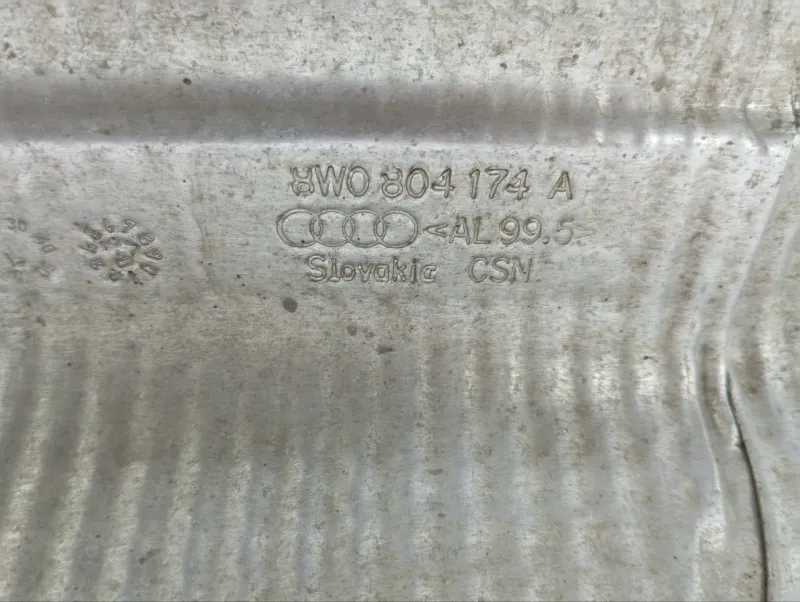 8W0 804 174 A
<AL 99.5>
Slovakia CSN